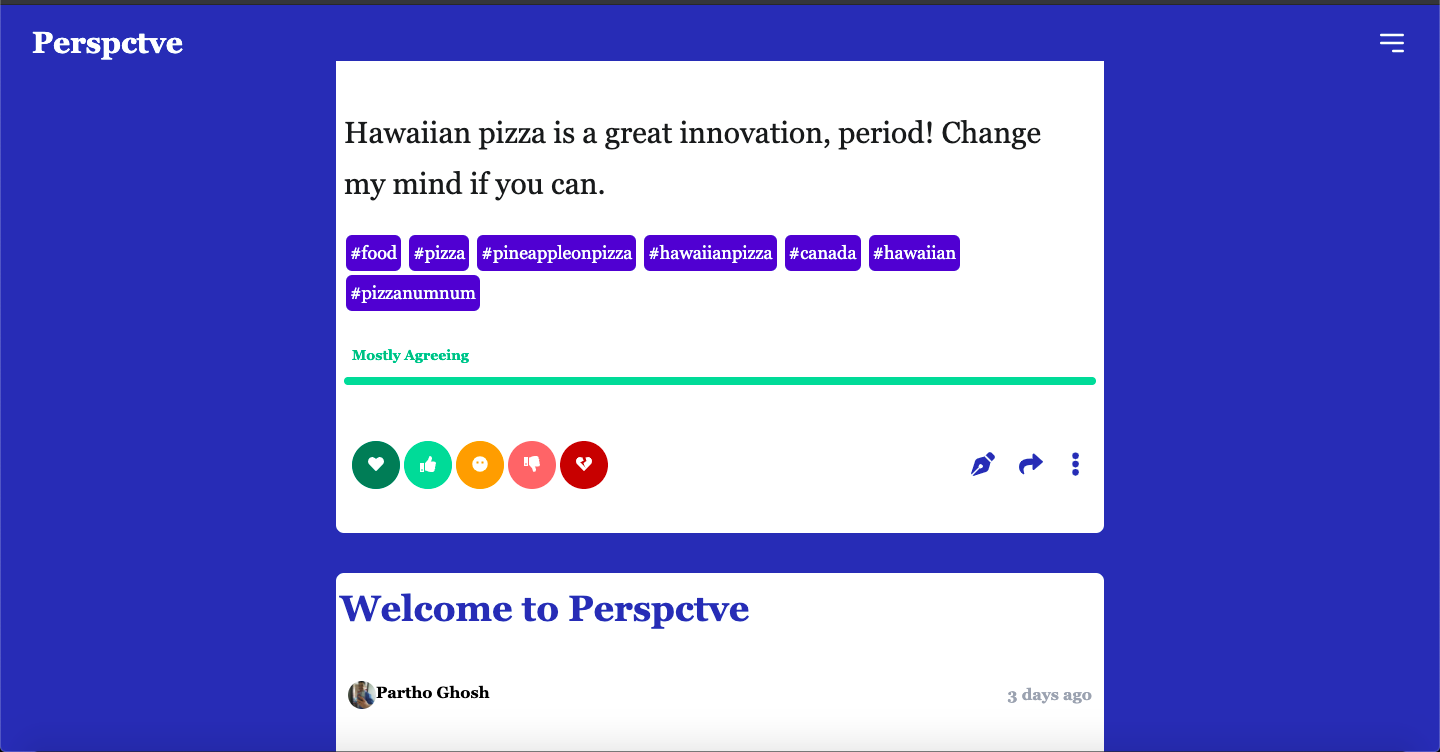 Perspctve
Hawaiian pizza is a great innovation, period! Change
my mind if you can.
#food #pizza #pineappleonpizza #hawaiianpizza #canada #hawaiian
#pizzanumnum
Mostly Agreeing
Welcome to Perspctve
Partho Ghosh 3 days ago